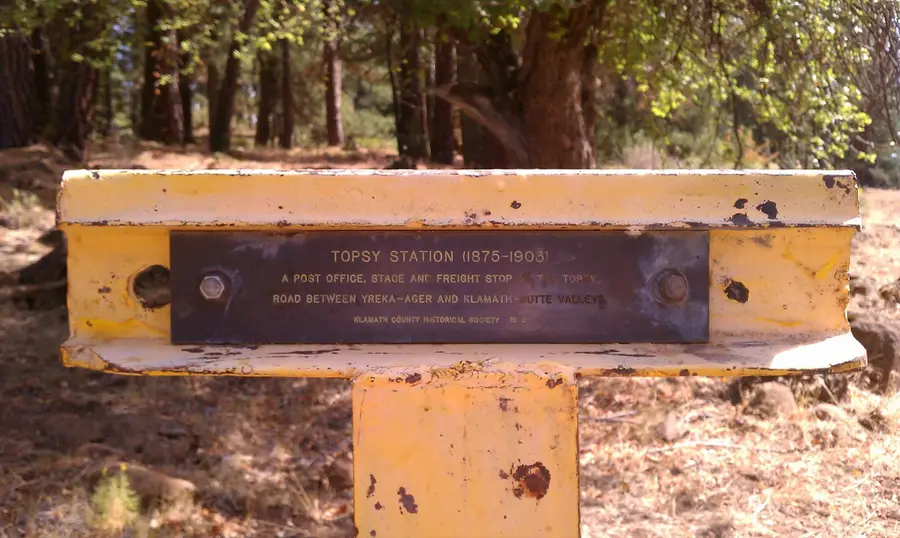 TOPSY STATION (1875-1903)
A POST OFFICE, STAGE AND FREIGHT STOP TOPSY
ROAD BETWEEN YREKA-AGER AND KLAMATH-BUTTE VALLEYS.
KLAMATH COUNTY HISTORICAL SOCIETY